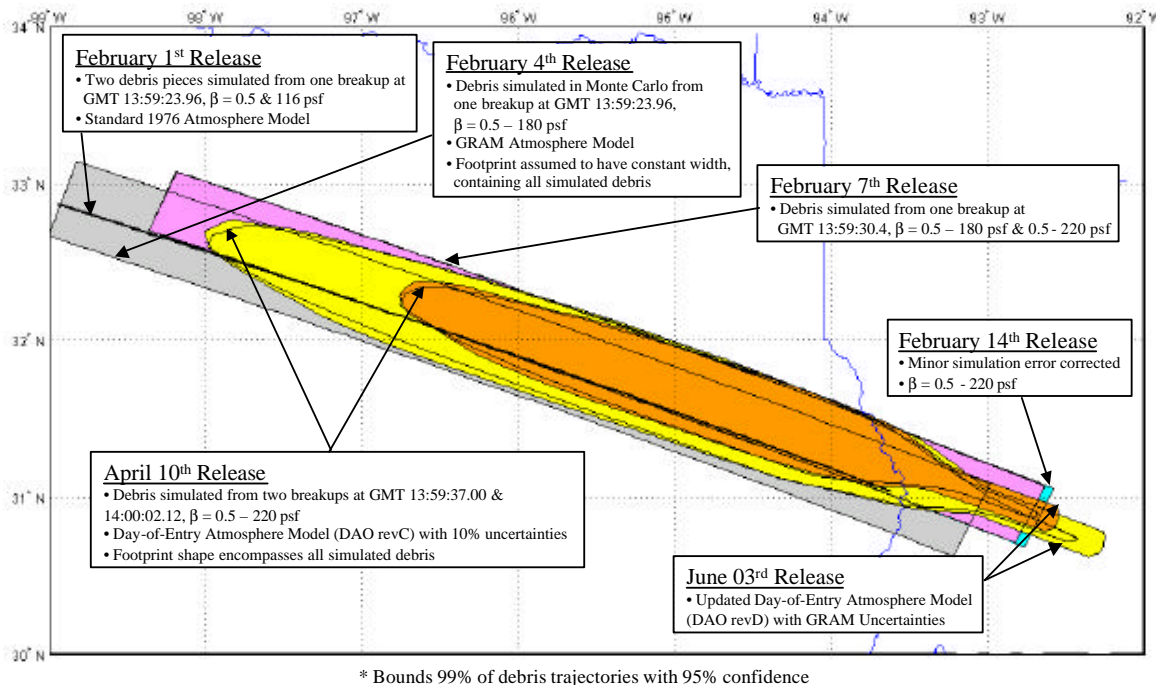 99° W 98° W 97° W 96° W 95° W 94° W 93° W 92° W
34° N
33° N
32° N
31° N
30° N
February 1st Release
• Two debris pieces simulated from one breakup at
GMT 13:59:23.96, β = 0.5 & 116 psf
• Standard 1976 Atmosphere Model
February 4th Release
• Debris simulated in Monte Carlo from
one breakup at GMT 13:59:23.96,
β = 0.5 – 180 psf
• GRAM Atmosphere Model
• Footprint assumed to have constant width,
containing all simulated debris
February 7th Release
• Debris simulated from one breakup at
GMT 13:59:30.4, β = 0.5 – 180 psf & 0.5 - 220 psf
February 14th Release
• Minor simulation error corrected
• β = 0.5 - 220 psf
April 10th Release
• Debris simulated from two breakups at GMT 13:59:37.00 &
14:00:02.12, β = 0.5 – 220 psf
• Day-of-Entry Atmosphere Model (DAO revC) with 10% uncertainties
• Footprint shape encompasses all simulated debris
June 03rd Release
• Updated Day-of-Entry Atmosphere Model
(DAO revD) with GRAM Uncertainties
* Bounds 99% of debris trajectories with 95% confidence